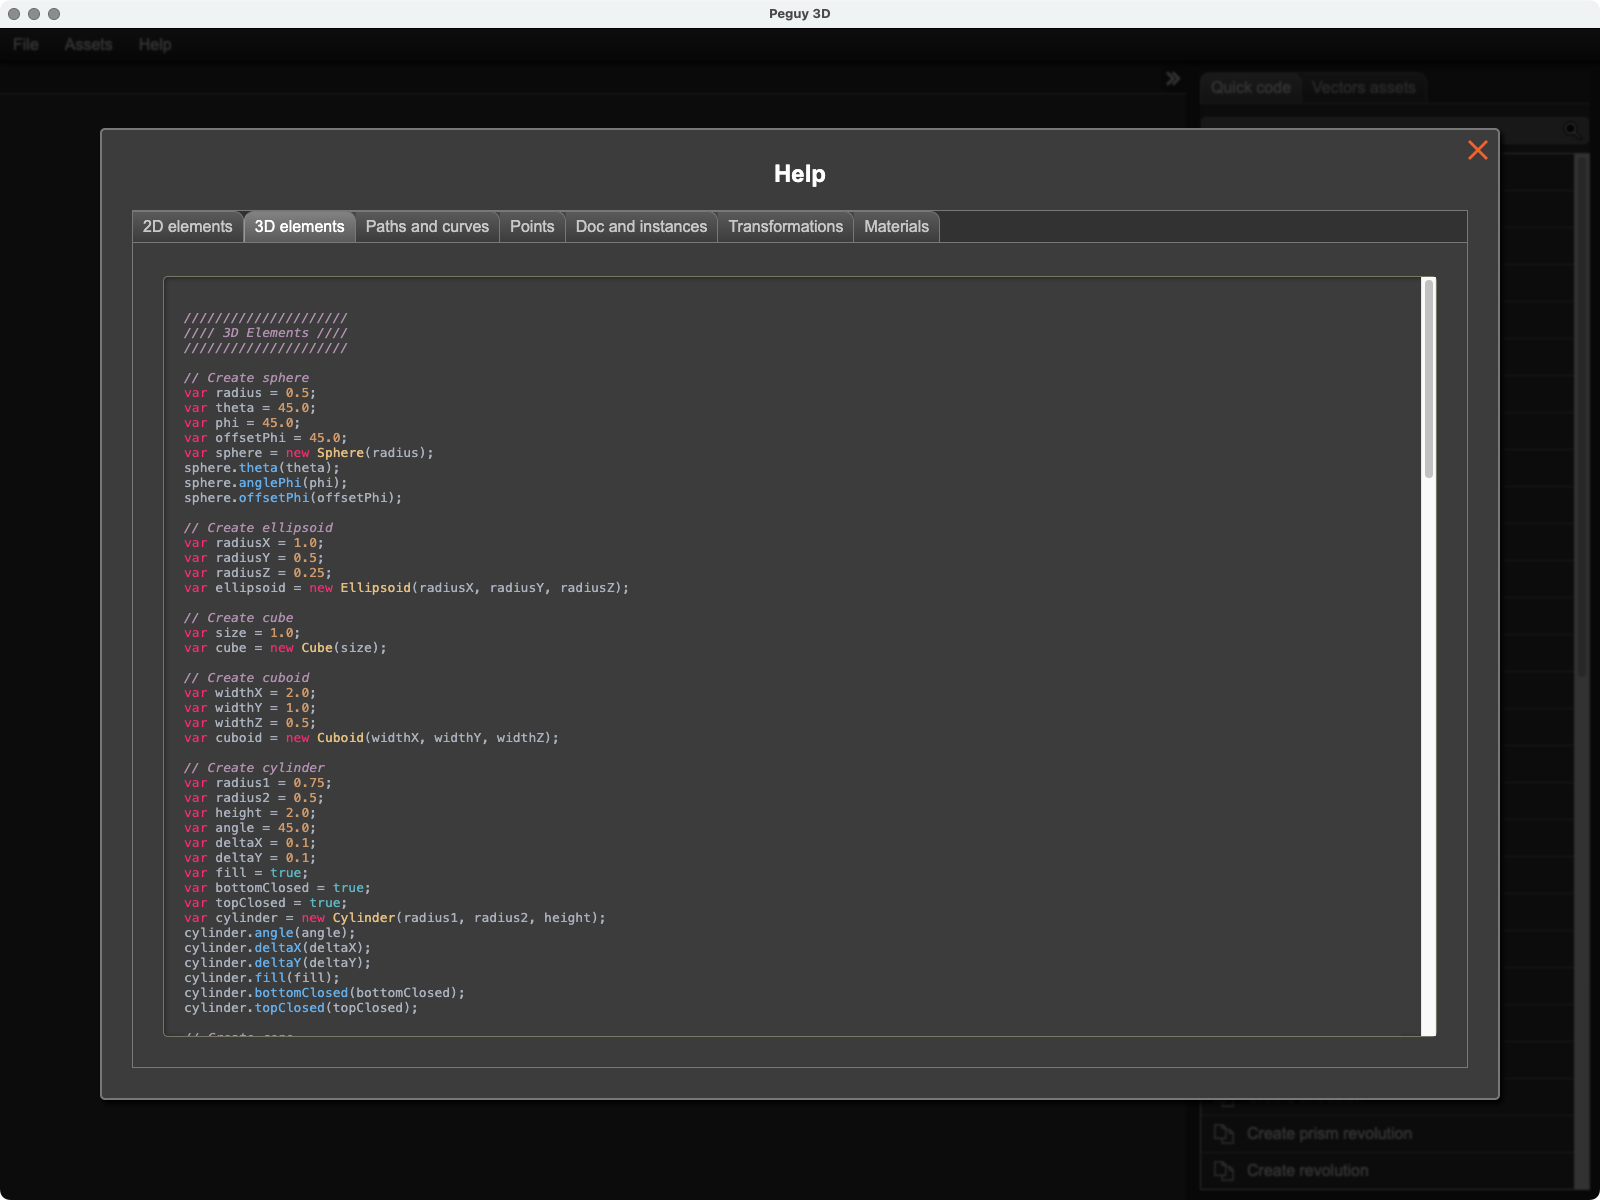 Peguy 3D
File Assets Help
Quick code Vectors assets
Help
2D elements 3D elements Paths and curves Points Doc and instances Transformations Materials
/////////////////////
//// 3D Elements ////
/////////////////////
// Create sphere
var radius = 0.5;
var theta = 45.0;
var phi = 45.0;
var offsetPhi = 45.0;
var sphere = new Sphere(radius);
sphere.theta(theta);
sphere.anglePhi(phi);
sphere.offsetPhi(offsetPhi);
// Create ellipsoid
var radiusX = 1.0;
var radiusY = 0.5;
var radiusZ = 0.25;
var ellipsoid = new Ellipsoid(radiusX, radiusY, radiusZ);
// Create cube
var size = 1.0;
var cube = new Cube(size);
// Create cuboid
var widthX = 2.0;
var widthY = 1.0;
var widthZ = 0.5;
var cuboid = new Cuboid(widthX, widthY, widthZ);
// Create cylinder
var radius1 = 0.75;
var radius2 = 0.5;
var height = 2.0;
var angle = 45.0;
var deltaX = 0.1;
var deltaY = 0.1;
var fill = true;
var bottomClosed = true;
var topClosed = true;
var cylinder = new Cylinder(radius1, radius2, height);
cylinder.angle(angle);
cylinder.deltaX(deltaX);
cylinder.deltaY(deltaY);
cylinder.fill(fill);
cylinder.bottomClosed(bottomClosed);
cylinder.topClosed(topClosed);
// Create cone
Create prism revolution
Create revolution